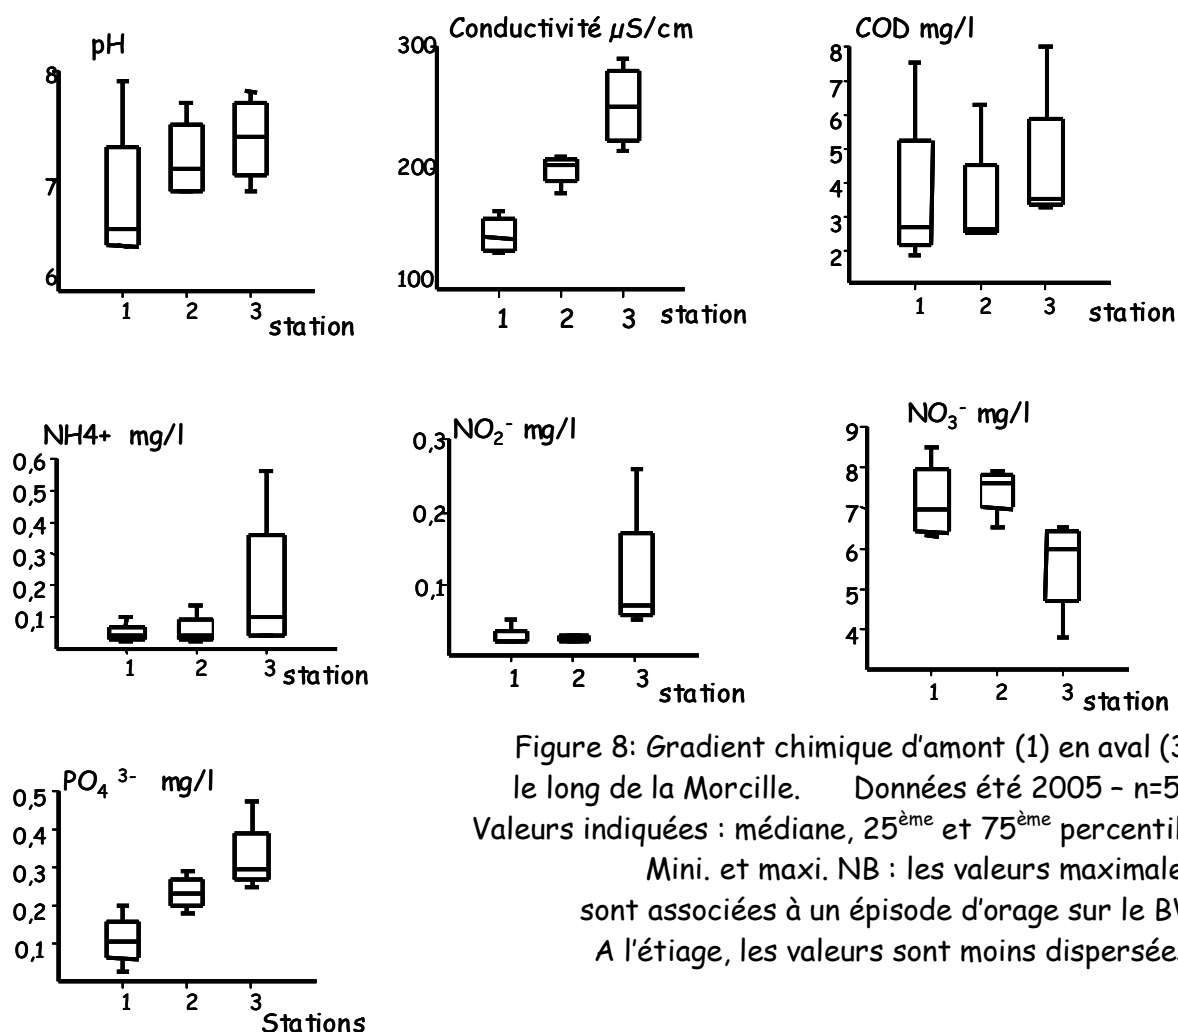 pH
8
7
6
1 2 3
station
Conductivité µS/cm
300
200
100
1 2 3
station
COD mg/l
8
7
6
5
4
3
2
1 2 3
station
NH4+ mg/l
0,6
0,5
0,4
0,3
0,2
0,1
1 2 3
station
NO₂⁻ mg/l
0,3
0,2
0,1
1 2 3
station
NO₃⁻ mg/l
9
8
7
6
5
4
1 2 3
station
PO₄ ³⁻ mg/l
0,5
0,4
0,3
0,2
0,1
1 2 3
Stations
Figure 8: Gradient chimique d’amont (1) en aval (3
le long de la Morcille. Données été 2005 – n=5
Valeurs indiquées : médiane, 25ème et 75ème percentil
Mini. et maxi. NB : les valeurs maximale
sont associées à un épisode d’orage sur le BV
A l’étiage, les valeurs sont moins dispersée